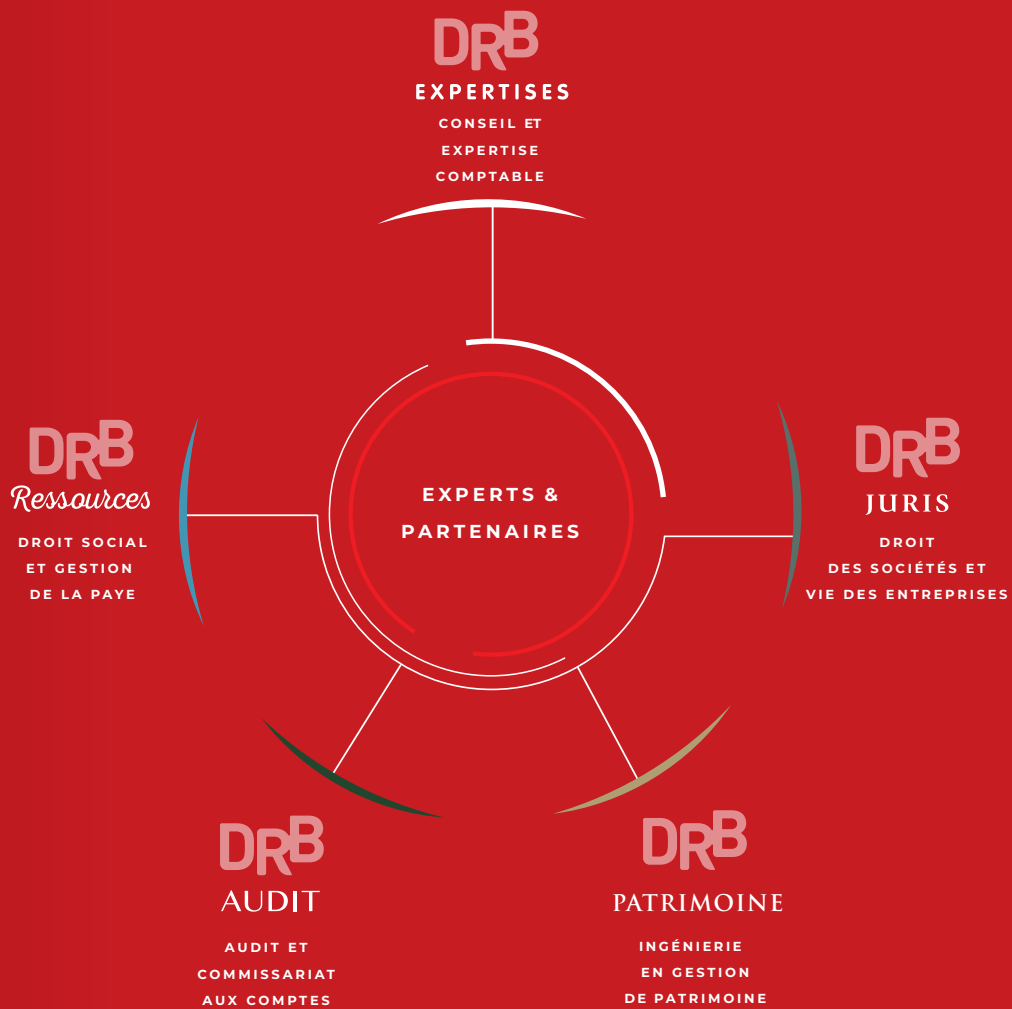 DRB
EXPERTISES
CONSEIL ET
EXPERTISE
COMPTABLE
EXPERTS &
PARTENAIRES
DRB
Ressources
DROIT SOCIAL
ET GESTION
DE LA PAYE
DRB
JURIS
DROIT
DES SOCIÉTÉS ET
VIE DES ENTREPRISES
DRB
AUDIT
AUDIT ET
COMMISSARIAT
AUX COMPTES
DRB
PATRIMOINE
INGÉNIERIE
EN GESTION
DE PATRIMOINE